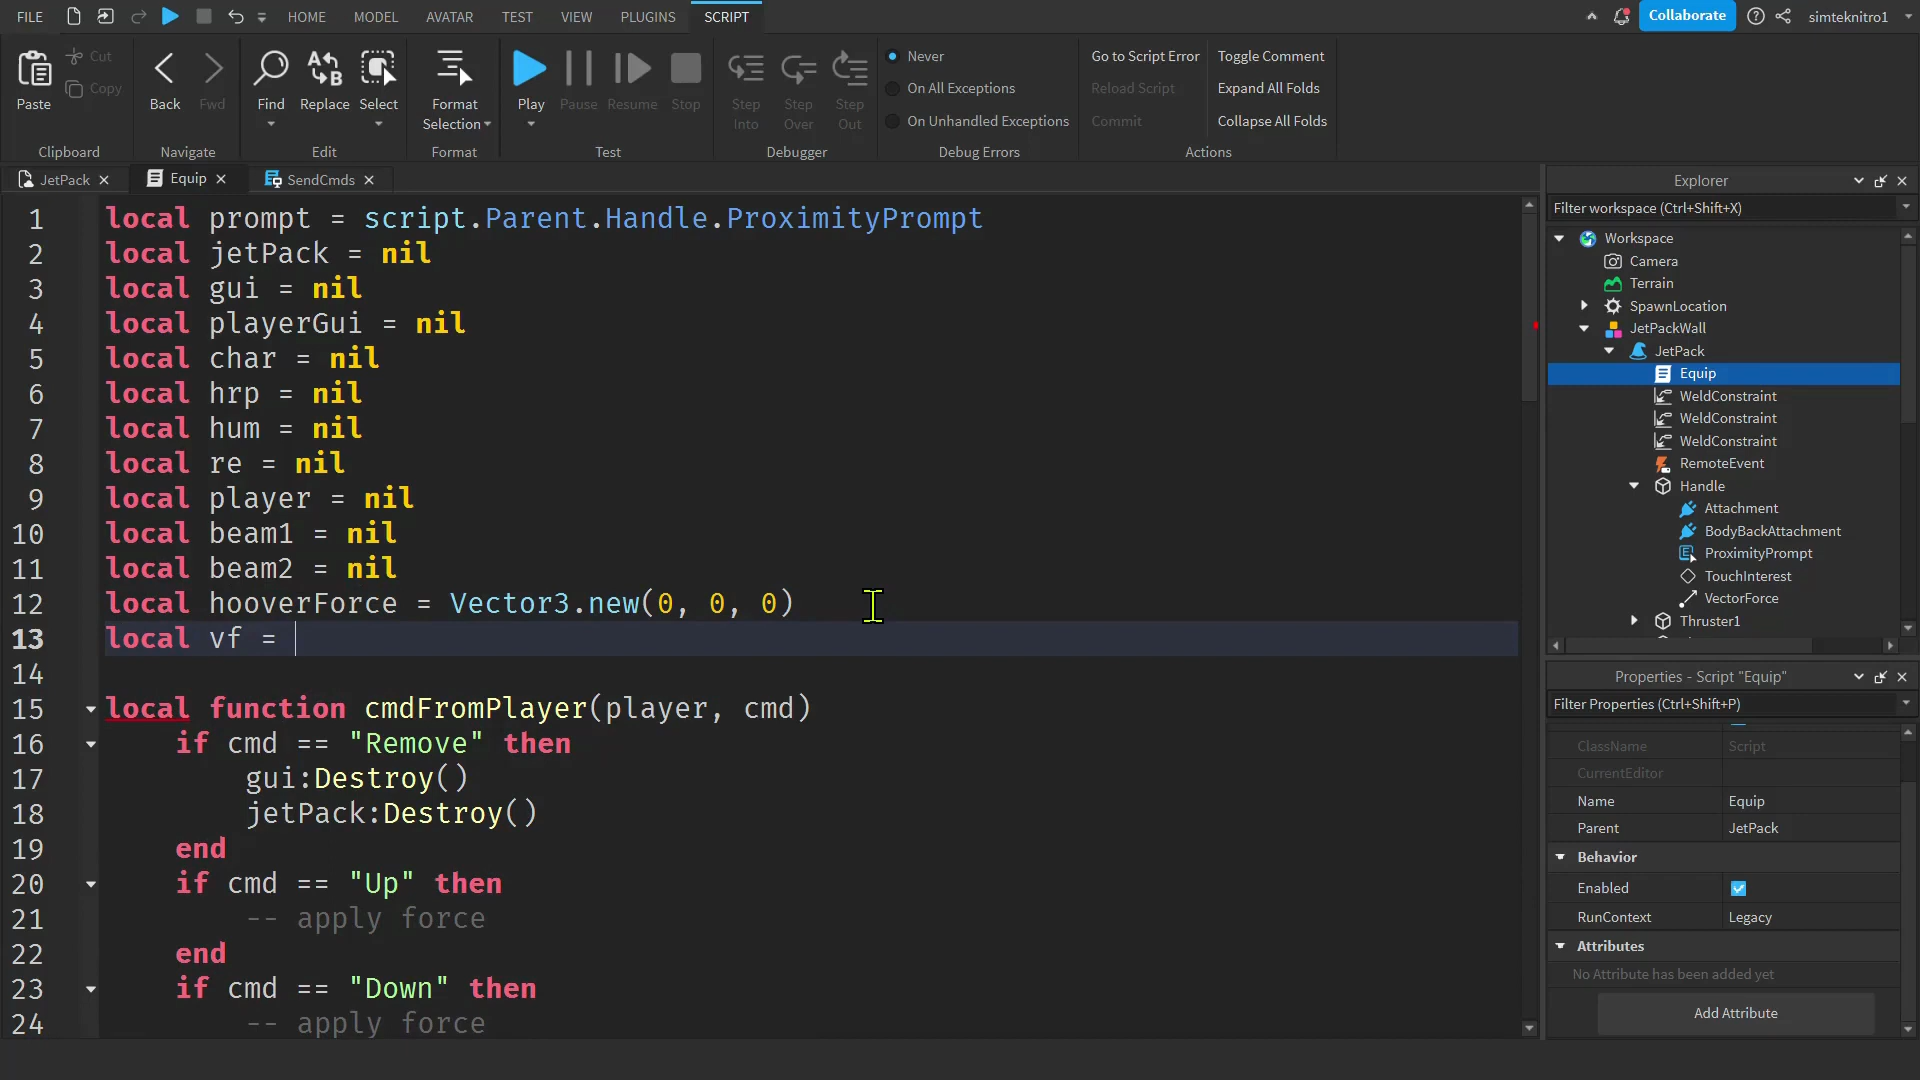 FILE HOME MODEL AVATAR TEST VIEW PLUGINS SCRIPT Collaborate simteknitro1
Paste Cut Copy Clipboard
Back Fwd Navigate
Find Replace Select Edit
Format Selection Format
Play Pause Resume Stop Test
Step Into Step Over Step Out Debugger
Never
On All Exceptions
On Unhandled Exceptions
Debug Errors
Go to Script Error
Reload Script
Commit
Toggle Comment
Expand All Folds
Collapse All Folds
Actions
JetPack Equip SendCmds
1 local prompt = script.Parent.Handle.ProximityPrompt
2 local jetPack = nil
3 local gui = nil
4 local playerGui = nil
5 local char = nil
6 local hrp = nil
7 local hum = nil
8 local re = nil
9 local player = nil
10 local beam1 = nil
11 local beam2 = nil
12 local hooverForce = Vector3.new(0, 0, 0)
13 local vf =
14
15 local function cmdFromPlayer(player, cmd)
16 if cmd == "Remove" then
17 gui:Destroy()
18 jetPack:Destroy()
19 end
20 if cmd == "Up" then
21 -- apply force
22 end
23 if cmd == "Down" then
24 -- apply force
Explorer
Filter workspace (Ctrl+Shift+X)
Workspace
Camera
Terrain
SpawnLocation
JetPackWall
JetPack
Equip
WeldConstraint
WeldConstraint
WeldConstraint
RemoteEvent
Handle
Attachment
BodyBackAttachment
ProximityPrompt
TouchInterest
VectorForce
Thruster1
Properties - Script "Equip"
Filter Properties (Ctrl+Shift+P)
ClassName Script
CurrentEditor
Name Equip
Parent JetPack
Behavior
Enabled
RunContext Legacy
Attributes
No Attribute has been added yet
Add Attribute